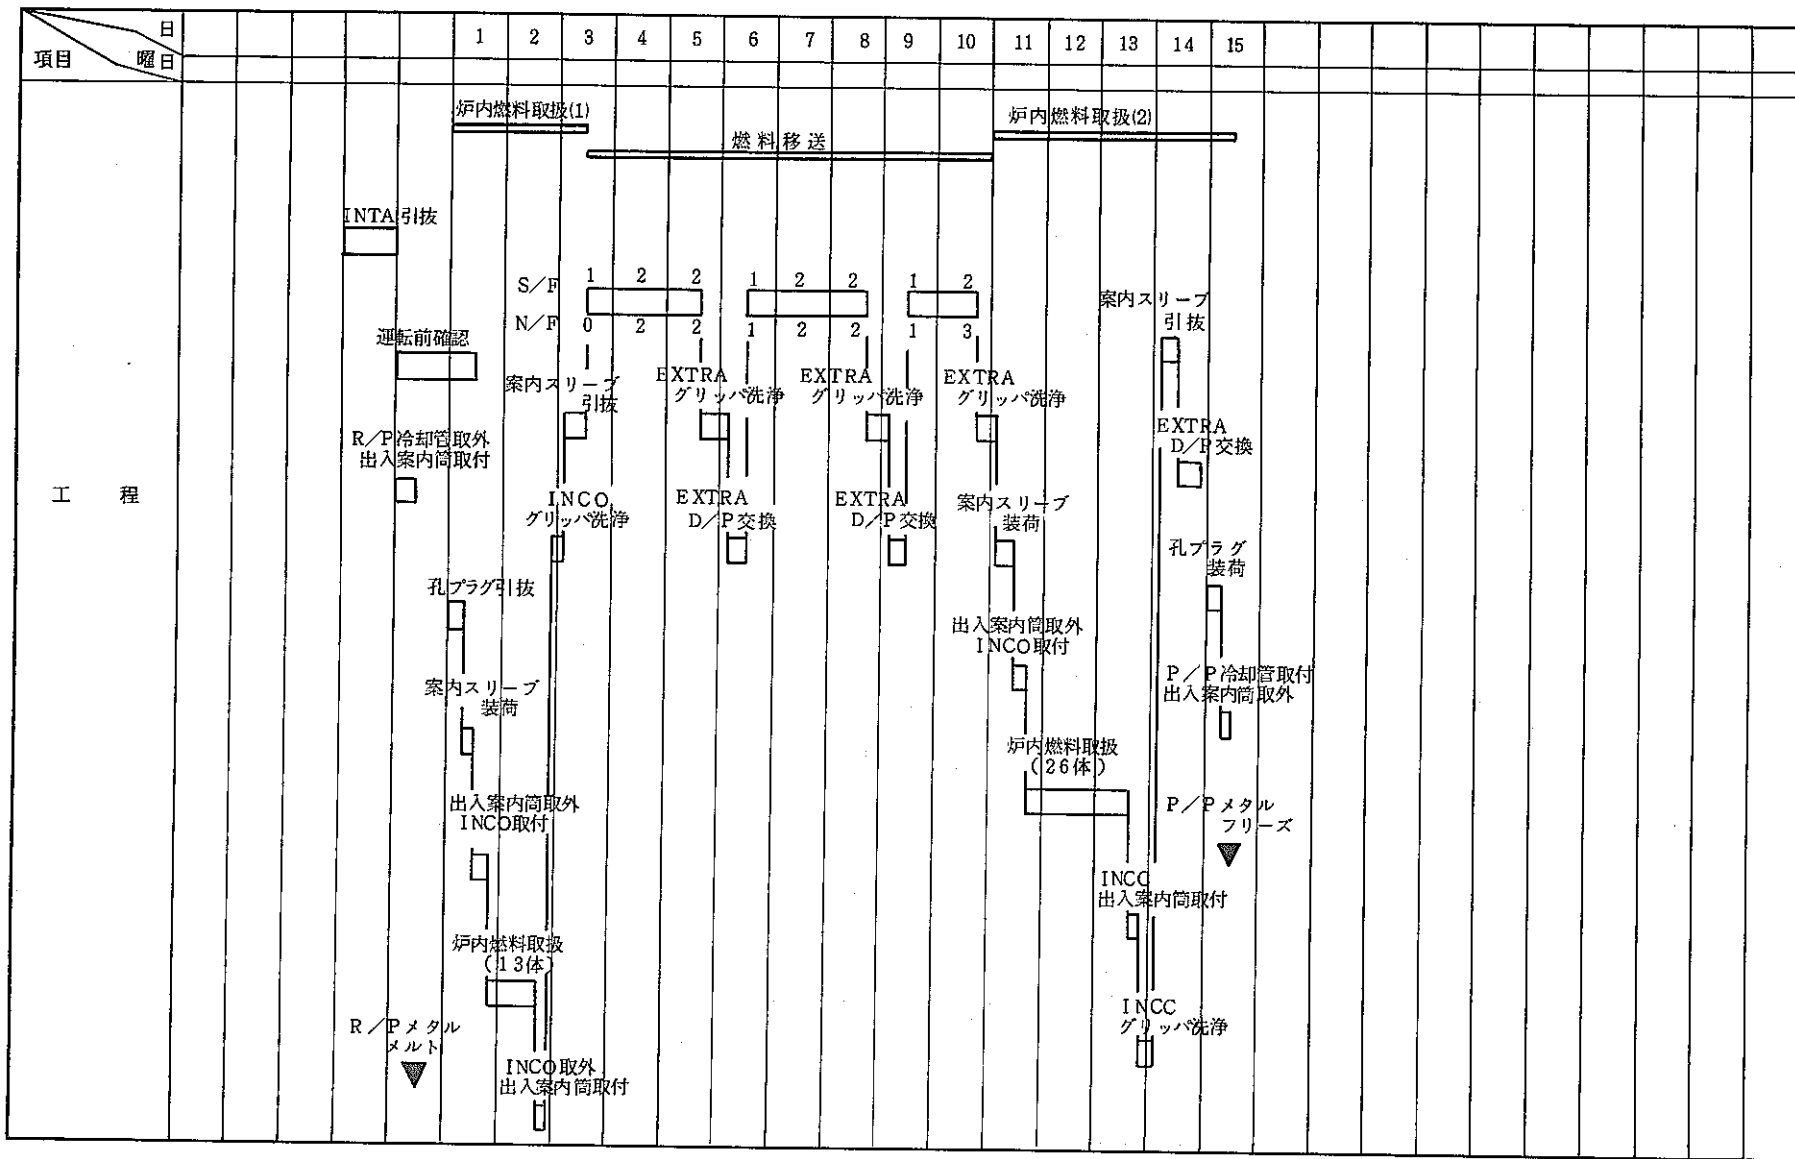 日
項目 曜日
1 2 3 4 5 6 7 8 9 10 11 12 13 14 15
工 程
炉内燃料取扱(1)
燃料移送
炉内燃料取扱(2)
INTA引抜
S/F 1 2 2 1 2 2 1 2
N/F 0 2 2 1 2 2 1 3
運転前確認
R/P冷却管取外
出入案内筒取付
R/Pメタル
メルト
孔プラグ引抜
案内スリーブ
装荷
出入案内筒取外
INCO取付
炉内燃料取扱
(13体)
INCO取外
出入案内筒取付
INCO
グリッパ洗浄
案内スリーブ
引抜
EXTRA
グリッパ洗浄
EXTRA
D/P交換
EXTRA
グリッパ洗浄
EXTRA
D/P交換
EXTRA
グリッパ洗浄
案内スリーブ
装荷
出入案内筒取外
INCO取付
炉内燃料取扱
(26体)
INCC
出入案内筒取付
INCC
グリッパ洗浄
案内スリーブ
引抜
EXTRA
D/P交換
孔プラグ
装荷
P/P冷却管取付
出入案内筒取外
P/Pメタル
フリーズ